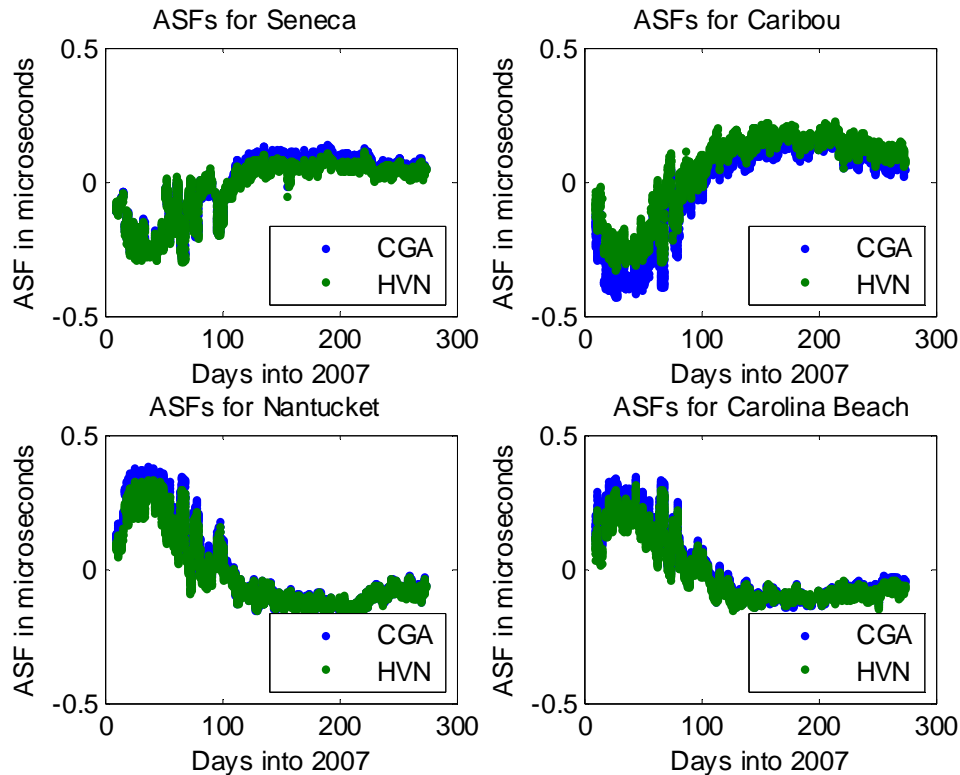 ASFs for Seneca
0.5
0
-0.5
ASF in microseconds
CGA
HVN
0
100
200
300
Days into 2007
ASFs for Caribou
0.5
0
-0.5
ASF in microseconds
CGA
HVN
0
100
200
300
Days into 2007
ASFs for Nantucket
0.5
0
-0.5
ASF in microseconds
CGA
HVN
0
100
200
300
Days into 2007
ASFs for Carolina Beach
0.5
0
-0.5
ASF in microseconds
CGA
HVN
0
100
200
300
Days into 2007